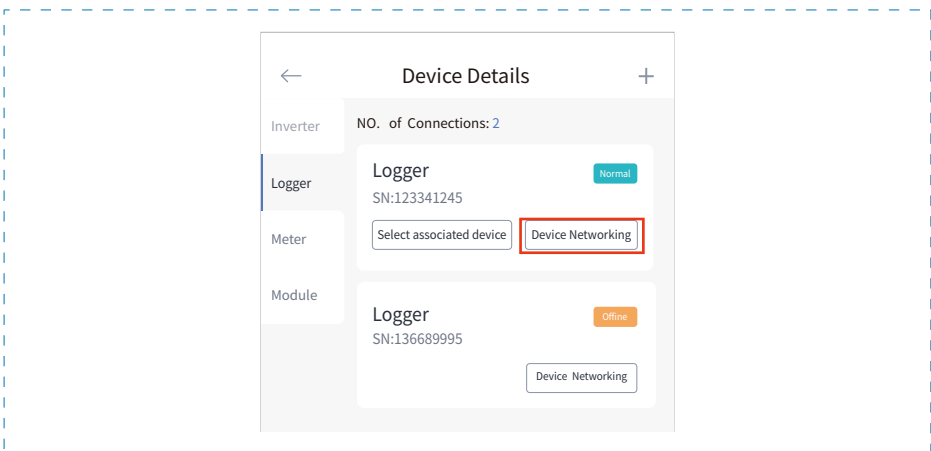 Device Details
Inverter
Logger
Meter
Module
NO. of Connections: 2
Logger
Normal
SN:123341245
Select associated device
Device Networking
Logger
Offine
SN:136689995
Device Networking